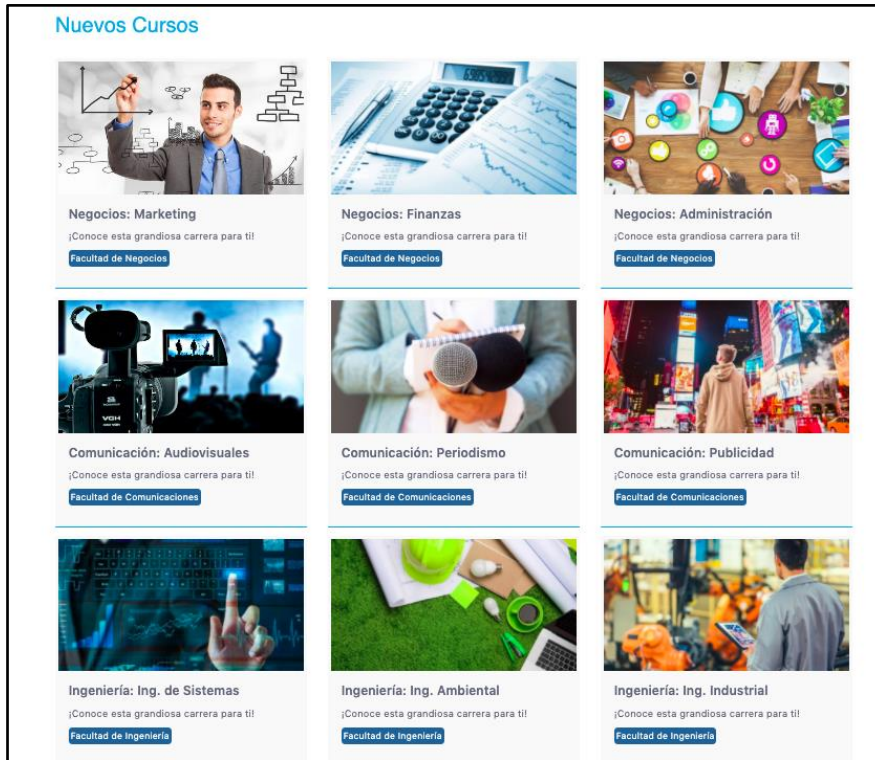 Nuevos Cursos
Negocios: Marketing
¡Conoce esta grandiosa carrera para ti!
Facultad de Negocios
Negocios: Finanzas
¡Conoce esta grandiosa carrera para ti!
Facultad de Negocios
Negocios: Administración
¡Conoce esta grandiosa carrera para ti!
Facultad de Negocios
Comunicación: Audiovisuales
¡Conoce esta grandiosa carrera para ti!
Facultad de Comunicaciones
Comunicación: Periodismo
¡Conoce esta grandiosa carrera para ti!
Facultad de Comunicaciones
Comunicación: Publicidad
¡Conoce esta grandiosa carrera para ti!
Facultad de Comunicaciones
Ingeniería: Ing. de Sistemas
¡Conoce esta grandiosa carrera para ti!
Facultad de Ingeniería
Ingeniería: Ing. Ambiental
¡Conoce esta grandiosa carrera para ti!
Facultad de Ingeniería
Ingeniería: Ing. Industrial
¡Conoce esta grandiosa carrera para ti!
Facultad de Ingeniería